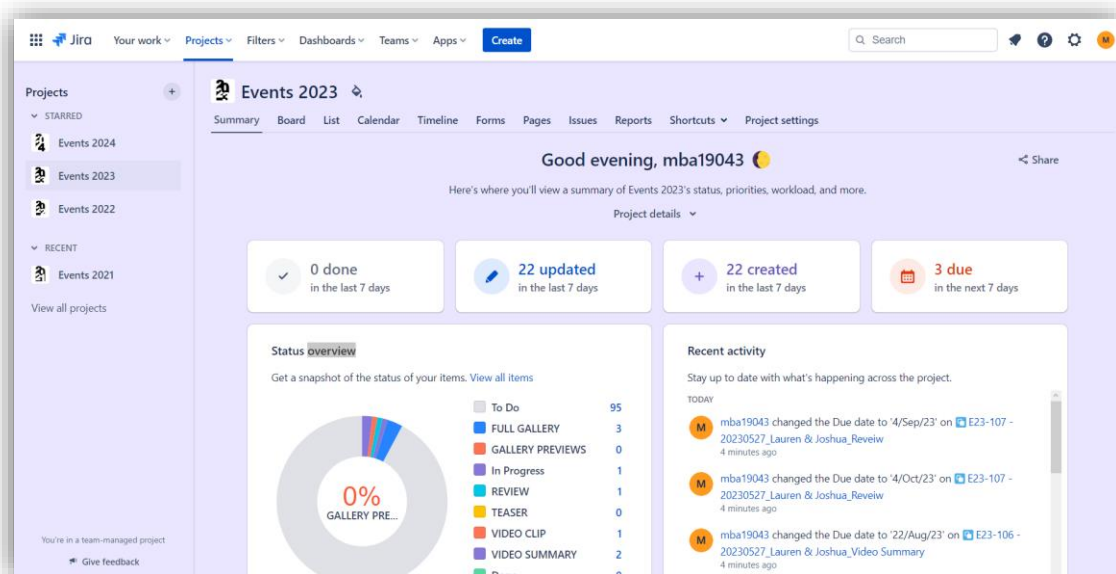 Jira Your work Projects Filters Dashboards Teams Apps Create Search M
Projects
STARRED
Events 2024
Events 2023
Events 2022
RECENT
Events 2021
View all projects
You're in a team-managed project
Give feedback
Events 2023
Summary Board List Calendar Timeline Forms Pages Issues Reports Shortcuts Project settings
Good evening, mba19043
Share
Here's where you'll view a summary of Events 2023's status, priorities, workload, and more.
Project details
0 done
in the last 7 days
22 updated
in the last 7 days
22 created
in the last 7 days
3 due
in the next 7 days
Status overview
Get a snapshot of the status of your items. View all items
0%
GALLERY PRE...
To Do 95
FULL GALLERY 3
GALLERY PREVIEWS 0
In Progress 1
REVIEW 1
TEASER 0
VIDEO CLIP 1
VIDEO SUMMARY 2
Recent activity
Stay up to date with what's happening across the project.
TODAY
M
mba19043 changed the Due date to '4/Sep/23' on E23-107 -
20230527_Lauren & Joshua_Reveiw
4 minutes ago
M
mba19043 changed the Due date to '4/Oct/23' on E23-107 -
20230527_Lauren & Joshua_Reveiw
4 minutes ago
M
mba19043 changed the Due date to '22/Aug/23' on E23-106 -
20230527_Lauren & Joshua_Video Summary
4 minutes ago